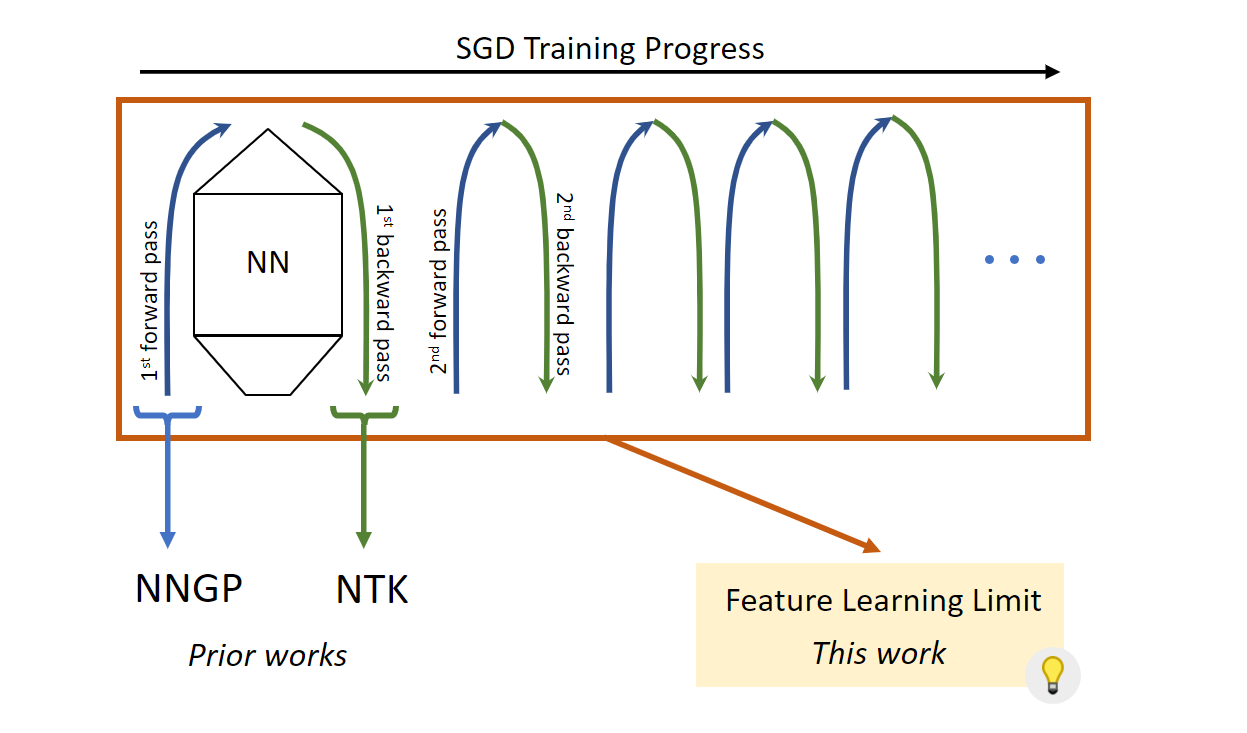 SGD Training Progress
1st forward pass
NN
1st backward pass
2nd forward pass
2nd backward pass
NNGP
NTK
Prior works
Feature Learning Limit
This work